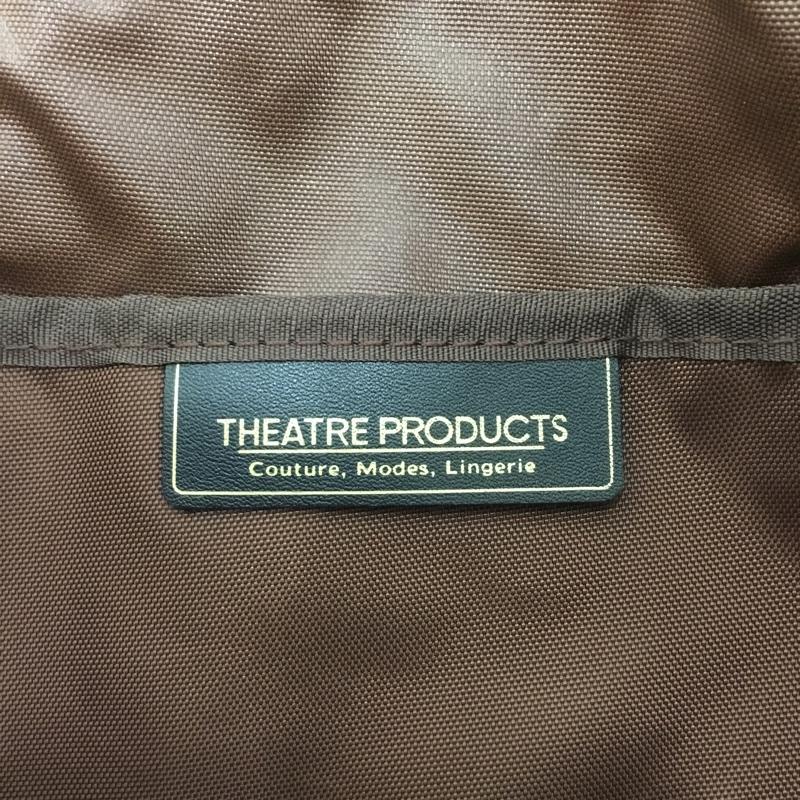 THEATRE PRODUCTS
Couture, Modes, Lingerie